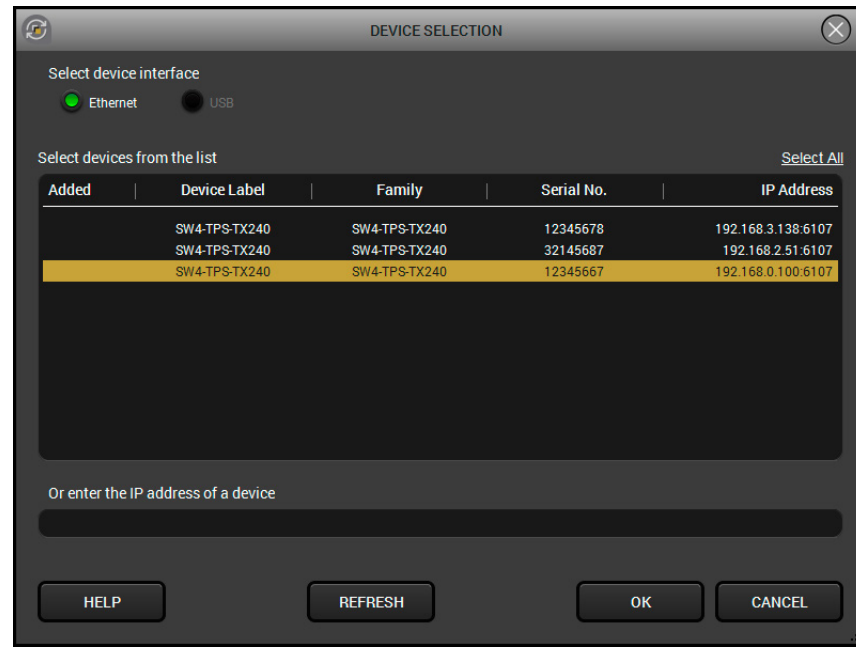 DEVICE SELECTION
Select device interface
Ethernet USB
Select devices from the list Select All
Added | Device Label | Family | Serial No. | IP Address
SW4-TPS-TX240 SW4-TPS-TX240 12345678 192.168.3.138:6107
SW4-TPS-TX240 SW4-TPS-TX240 32145687 192.168.2.51:6107
SW4-TPS-TX240 SW4-TPS-TX240 12345667 192.168.0.100:6107
Or enter the IP address of a device
HELP REFRESH OK CANCEL